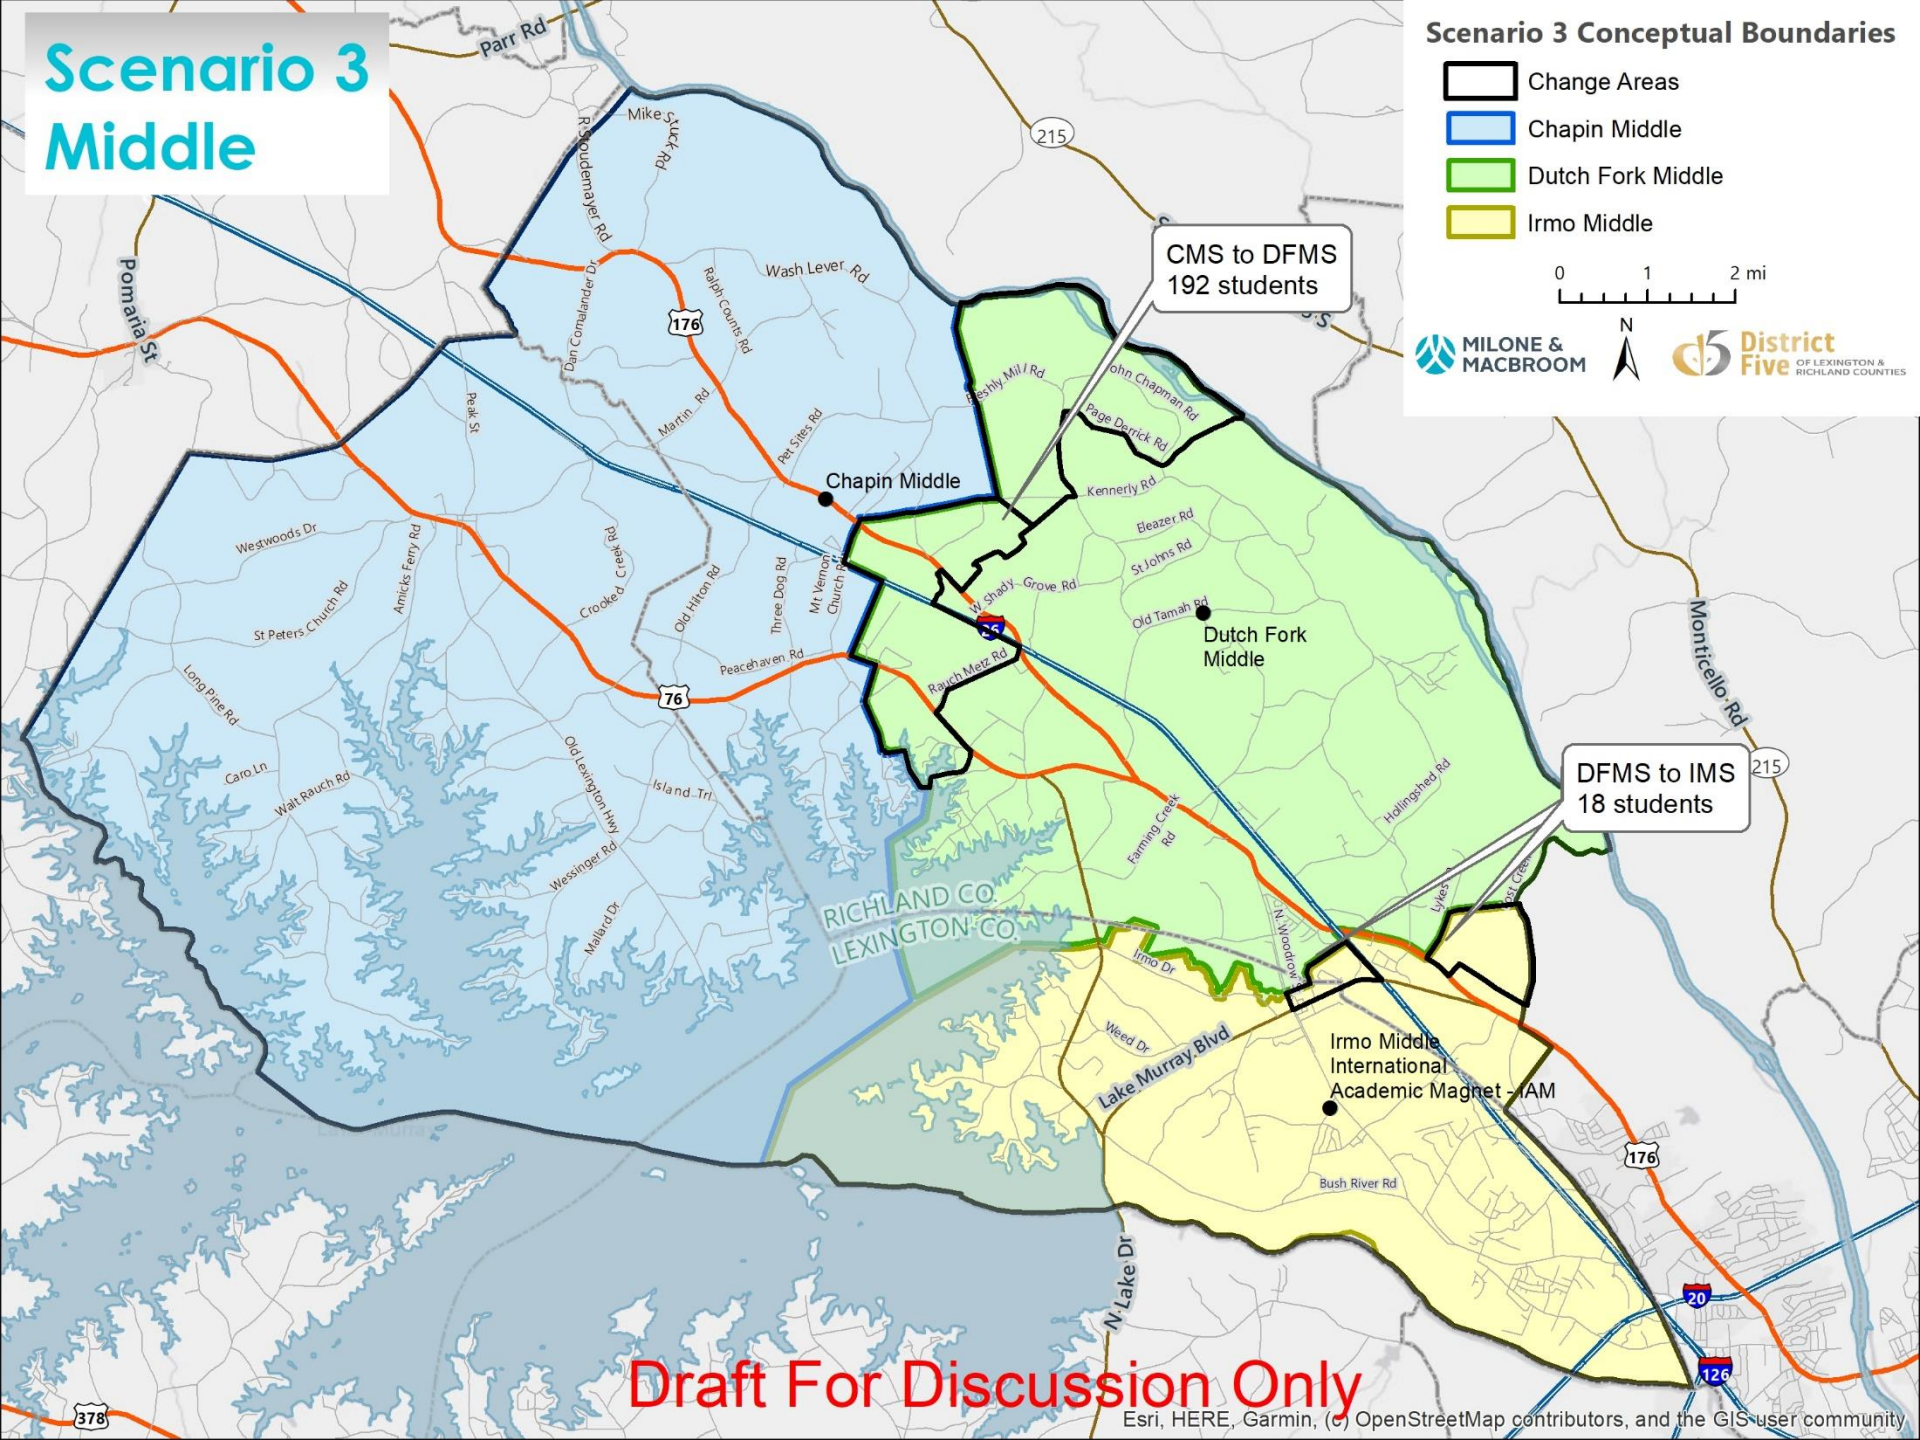 Scenario 3
Middle
Scenario 3 Conceptual Boundaries
Change Areas
Chapin Middle
Dutch Fork Middle
Irmo Middle
0 1 2 mi
N
MILONE &
MACBROOM
District
Five
OF LEXINGTON &
RICHLAND COUNTIES
Parr Rd
Mike Stuck Rd
R Stoudemayer Rd
215
CMS to DFMS
192 students
Pomaria St
Dan Comalander Dr
Ralph Counts Rd
Wash Lever Rd
176
Peak St
Martin Rd
Pet Sites Rd
John Chapman Rd
Page Derrick Rd
Chapin Middle
Kennerly Rd
Eleazer Rd
St Johns Rd
Westwoods Dr
Amicks Ferry Rd
Crooked Creek Rd
St Peters Church Rd
Old Hilton Rd
Three Dog Rd
Mt Vernon
Church R
W Shady Grove Rd
Old Tamah Rd
Dutch Fork
Middle
26
Rauch Metz Rd
Peacehaven Rd
76
Long Pine Rd
Monticello Rd
Caro Ln
Walt Rauch Rd
Old Lexington Hwy
Island Trl
DFMS to IMS
18 students
215
Hollingshed Rd
Farming Creek
Rd
Wessinger Rd
Mallard Dr
Lykes
RICHLAND CO.
LEXINGTON CO.
N Woodrow
Irmo Dr
Weed Dr
Lake Murray Blvd
Irmo Middle
International
Academic Magnet - IAM
176
Bush River Rd
N Lake Dr
20
126
378
Draft For Discussion Only
Esri, HERE, Garmin, (c) OpenStreetMap contributors, and the GIS user community